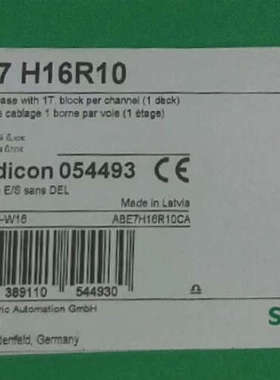 7 H16R10
ase with 1T. block per channel (1 deck)
e cablage 1 borne par voie (1 étage)
dicon 054493 CE
E/S sans DEL
Made in Latvia
-W16
ABE7H16R10CA
389110 544930
ric Automation GmbH
denfeld, Germany
S